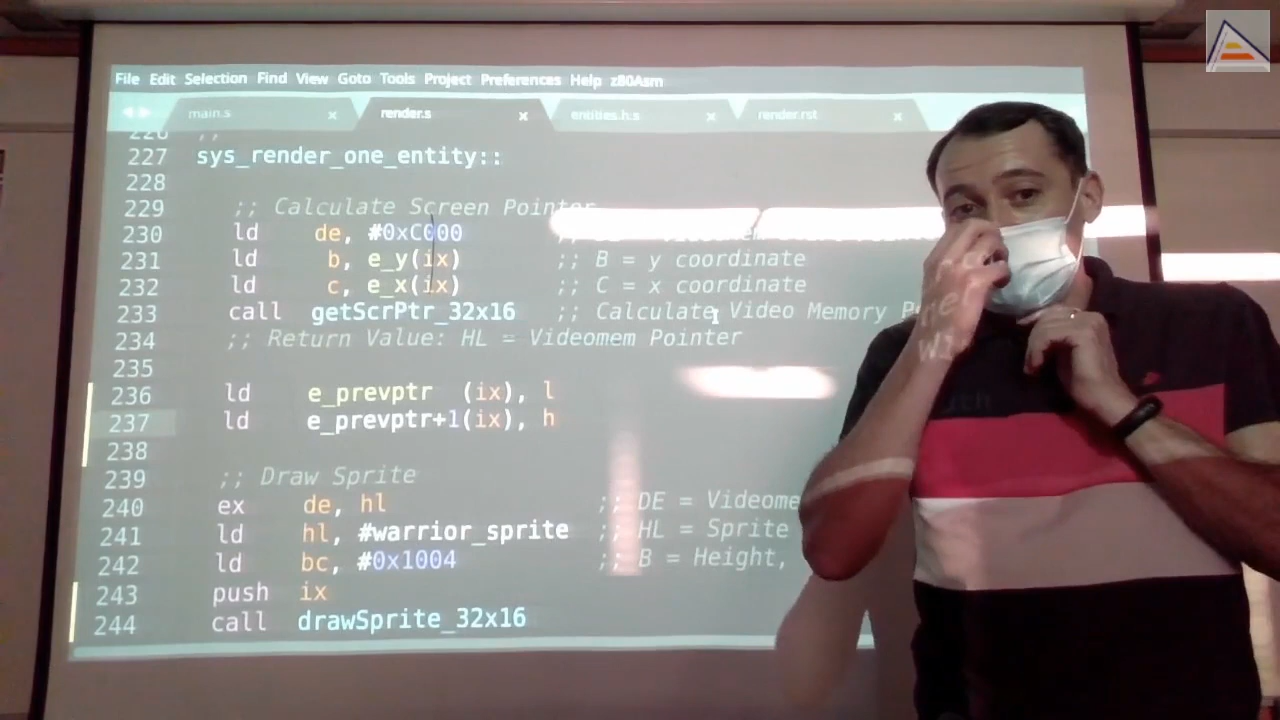 File Edit Selection Find View Goto Tools Project Preferences Help z80Asm
main.s × render.s × entities.h.s × render.rst ×
226 ;;
227 sys_render_one_entity::
228
229 ;; Calculate Screen Pointer
230 ld de, #0xC000 ;;
231 ld b, e_y(ix) ;; B = y coordinate
232 ld c, e_x(ix) ;; C = x coordinate
233 call getScrPtr_32x16 ;; Calculate Video Memory
234 ;; Return Value: HL = Videomem Pointer
235
236 ld e_prevptr (ix), l
237 ld e_prevptr+1(ix), h
238
239 ;; Draw Sprite
240 ex de, hl ;; DE = Videome
241 ld hl, #warrior_sprite ;; HL = Sprite
242 ld bc, #0x1004 ;; B = Height,
243 push ix
244 call drawSprite_32x16